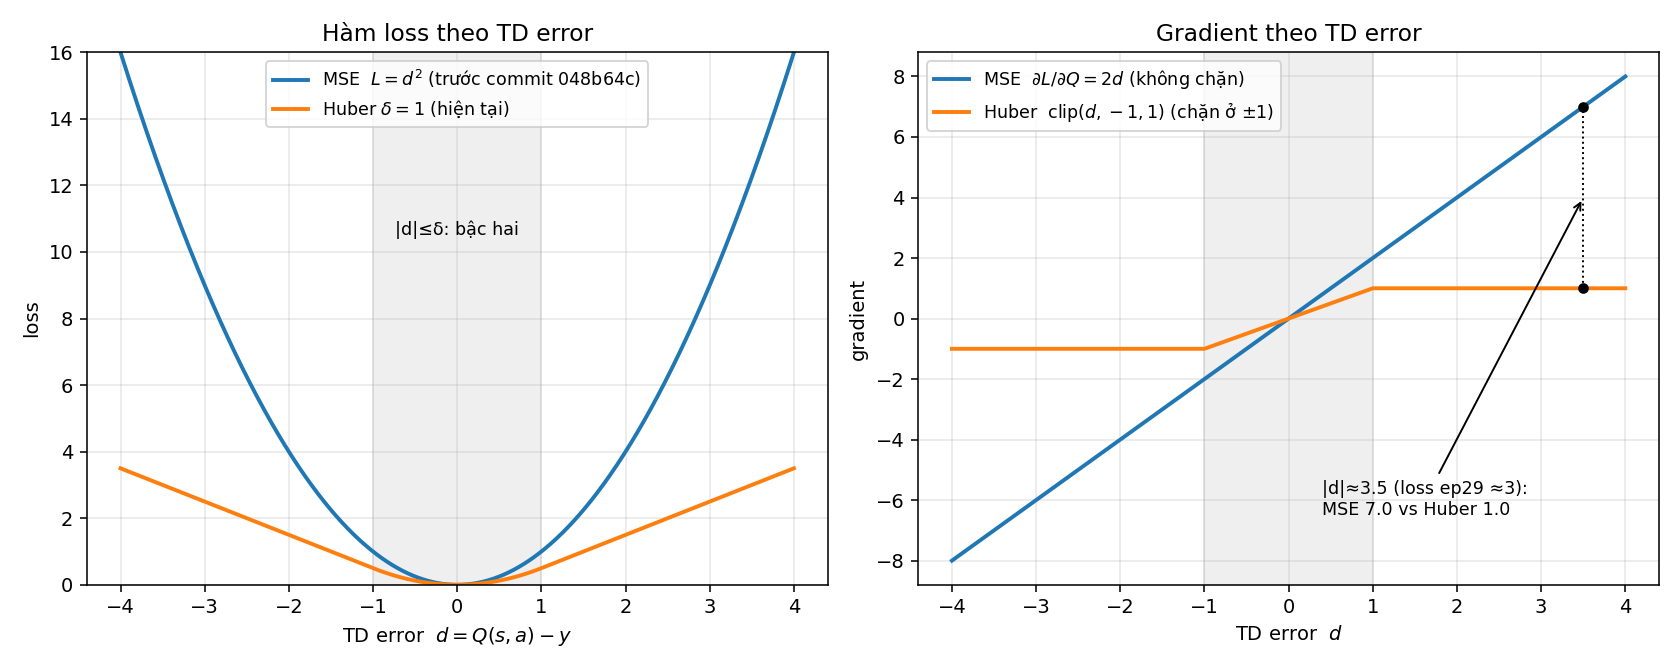 Hàm loss theo TD error
16
14
12
10
8
6
4
2
0
loss
MSE L = d² (trước commit 048b64c)
Huber δ = 1 (hiện tại)
|d|≤δ: bậc hai
−4 −3 −2 −1 0 1 2 3 4
TD error d = Q(s, a) − y
Gradient theo TD error
8
6
4
2
0
−2
−4
−6
−8
gradient
MSE ∂L/∂Q = 2d (không chặn)
Huber clip(d, −1, 1) (chặn ở ±1)
|d|≈3.5 (loss ep29 ≈3):
MSE 7.0 vs Huber 1.0
−4 −3 −2 −1 0 1 2 3 4
TD error d